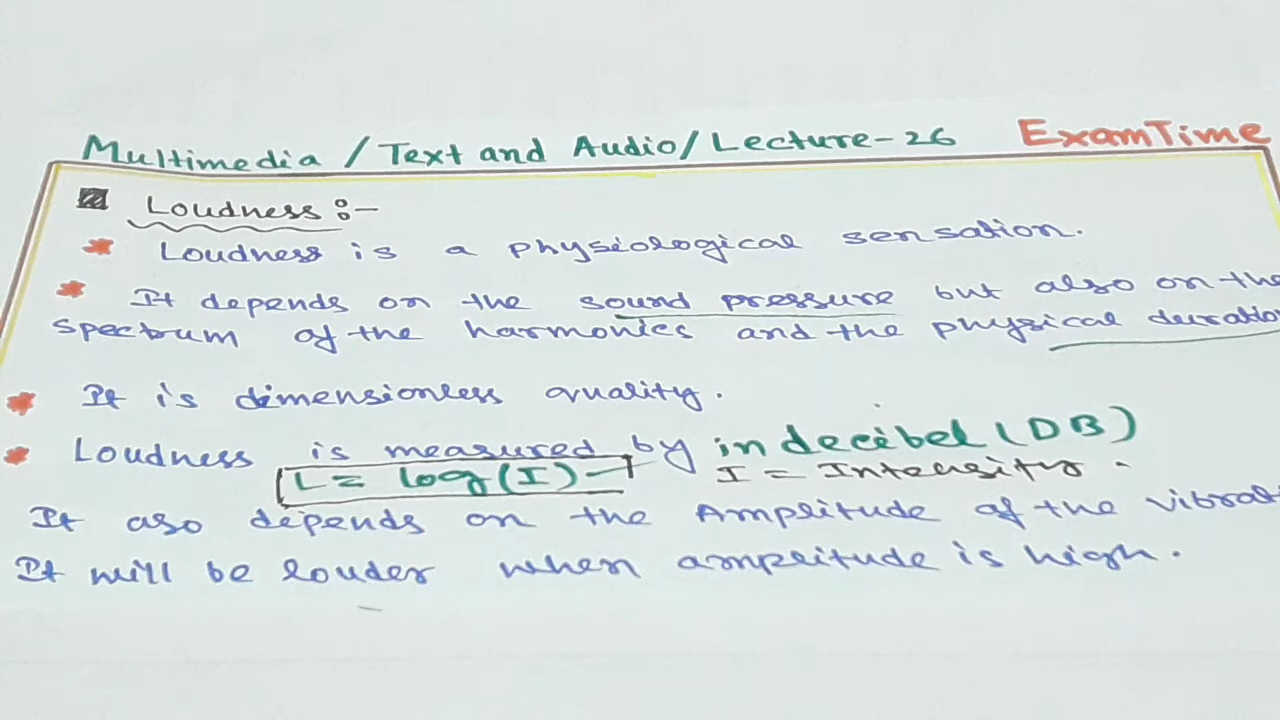 Multimedia / Text and Audio / Lecture-26 ExamTime
Loudness :-
* Loudness is a physiological sensation.
* It depends on the sound pressure but also on the
spectrum of the harmonics and the physical duration
* It is dimensionless quality.
* Loudness is measured by in decibel (DB)
L = log(I) I = Intensity.
It aso depends on the Amplitude of the vibrati
It will be louder when amplitude is high.